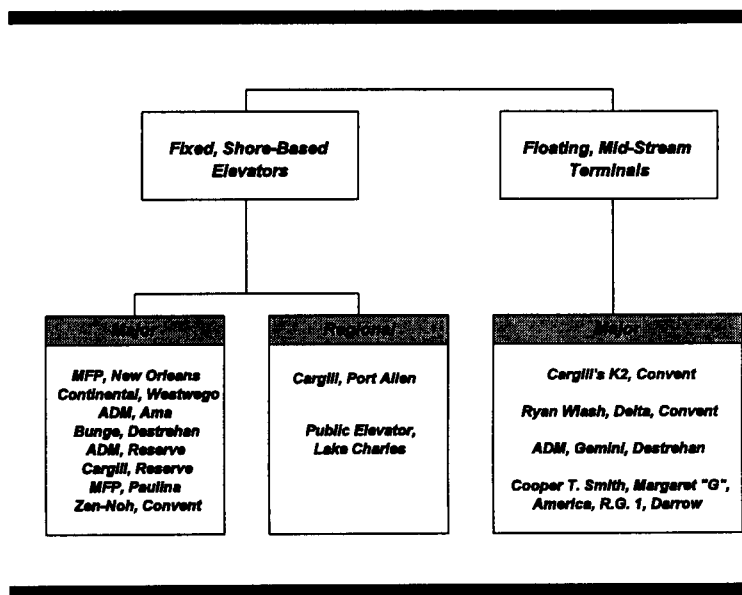 Fixed, Shore-Based
Elevators
Floating, Mid-Stream
Terminals
Major
MFP, New Orleans
Continental, Westwego
ADM, Ama
Bunge, Destrehan
ADM, Reserve
Cargill, Reserve
MFP, Paulina
Zen-Noh, Convent
Regional
Cargill, Port Allen
Public Elevator,
Lake Charles
Major
Cargill's K2, Convent
Ryan Wlash, Delta, Convent
ADM, Gemini, Destrehan
Cooper T. Smith, Margaret "G",
America, R.G. 1, Darrow